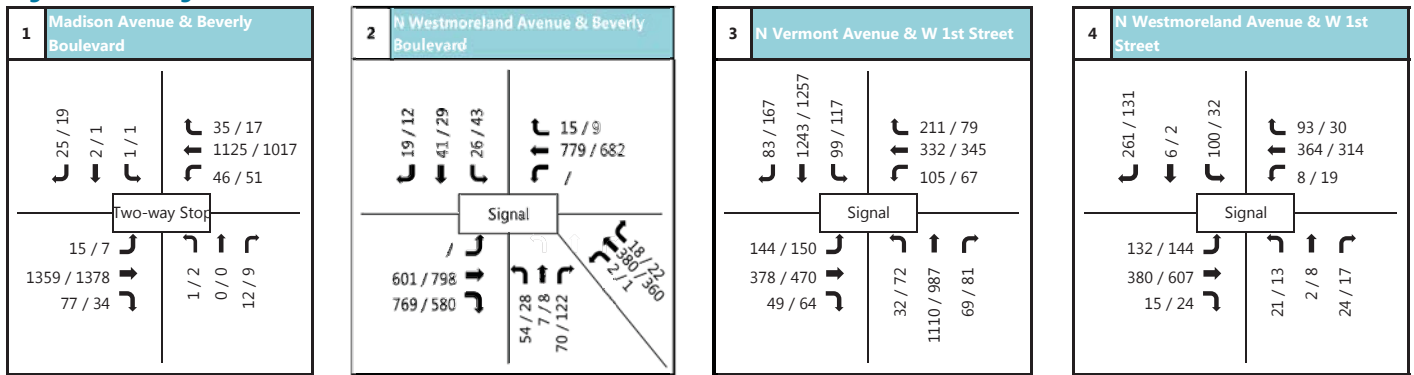 1
Madison Avenue & Beverly
Boulevard
25 / 19
2 / 1
1 / 1
35 / 17
1125 / 1017
46 / 51
Two-way Stop
15 / 7
1359 / 1378
77 / 34
1 / 2
0 / 0
12 / 9
2
N Westmoreland Avenue & Beverly
Boulevard
19 / 12
41 / 29
26 / 43
15 / 9
779 / 682
/
Signal
/
601 / 798
769 / 580
54 / 28
7 / 8
70 / 122
18 / 22
380 / 360
2 / 1
3
N Vermont Avenue & W 1st Street
83 / 167
1243 / 1257
99 / 117
211 / 79
332 / 345
105 / 67
Signal
144 / 150
378 / 470
49 / 64
32 / 72
1110 / 987
69 / 81
4
N Westmoreland Avenue & W 1st
Street
261 / 131
6 / 2
100 / 32
93 / 30
364 / 314
8 / 19
Signal
132 / 144
380 / 607
15 / 24
21 / 13
2 / 8
24 / 17